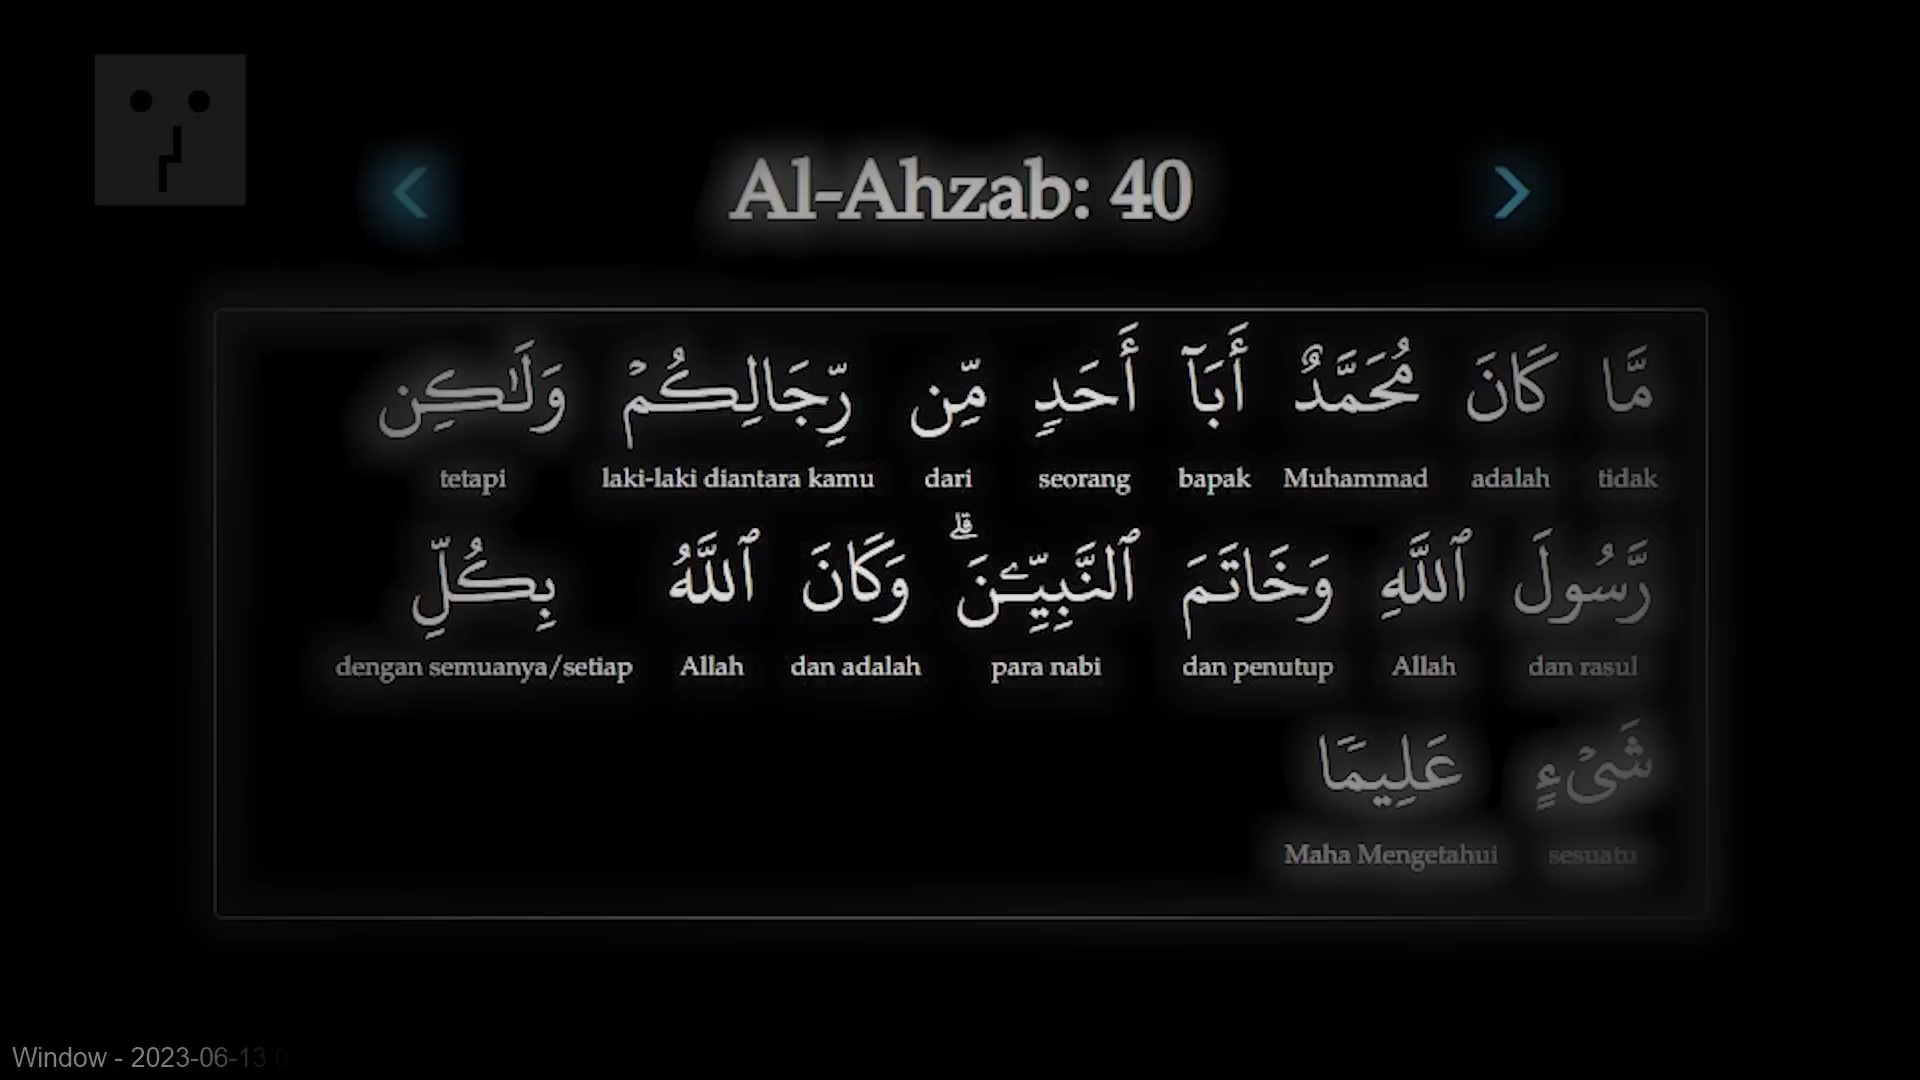 Al-Ahzab: 40
مَّا كَانَ مُحَمَّدٌ أَبَآ أَحَدٍ مِّن رِّجَالِكُمْ وَلَٰكِن
tidak adalah Muhammad bapak seorang dari laki-laki diantara kamu tetapi
رَّسُولَ ٱللَّهِ وَخَاتَمَ ٱلنَّبِيِّـۧنَ ۗ وَكَانَ ٱللَّهُ بِكُلِّ
dan rasul Allah dan penutup para nabi dan adalah Allah dengan semuanya/setiap
شَىْءٍ عَلِيمًا
sesuatu Maha Mengetahui
Window - 2023-06-13